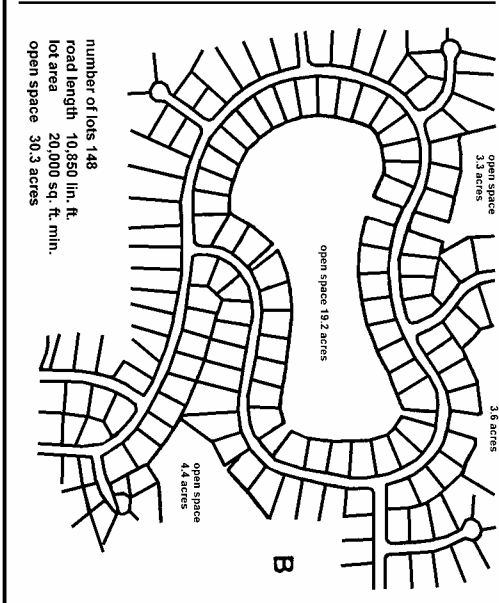 number of lots 148
road length 10,850 lin. ft.
lot area 20,000 sq. ft. min.
open space 30.3 acres
open space
3.3 acres
open space 19.2 acres
3.6 acres
open space
4.4 acres
B